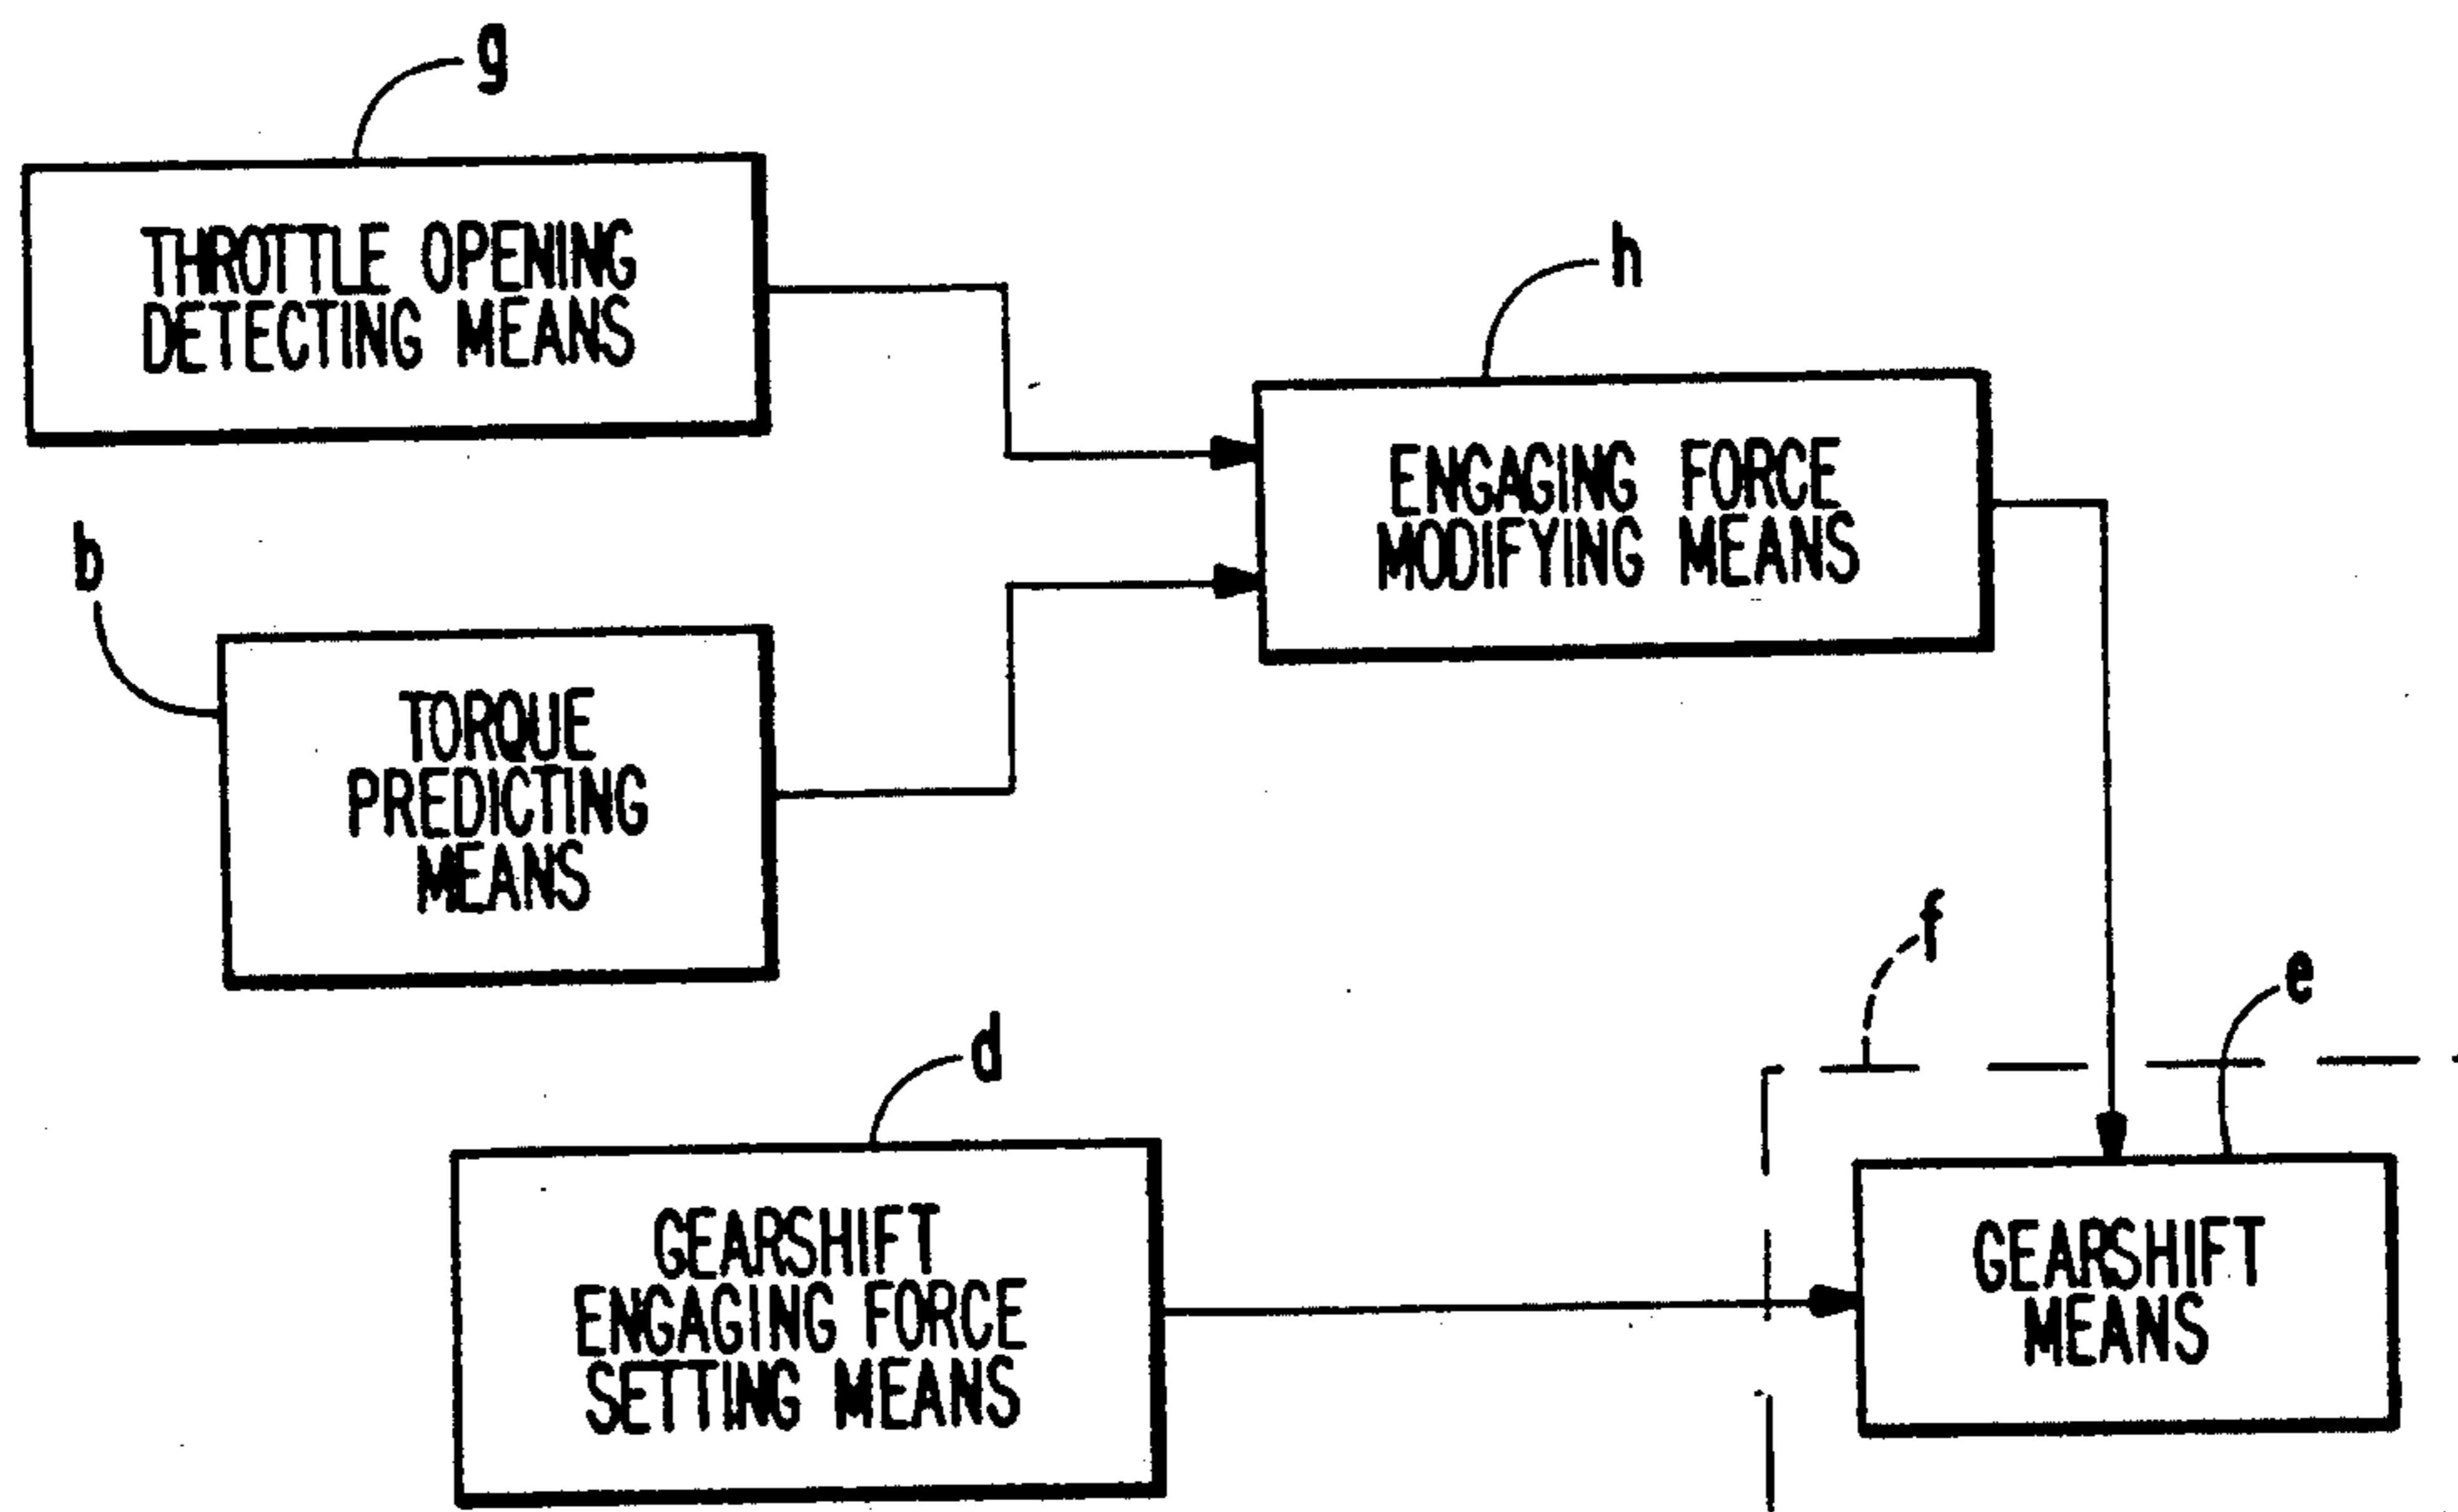 g
THROTTLE OPENING
DETECTING MEANS
h
ENGAGING FORCE
MODIFYING MEANS
b
TORQUE
PREDICTING
MEANS
f
e
d
GEARSHIFT
ENGAGING FORCE
SETTING MEANS
GEARSHIFT
MEANS